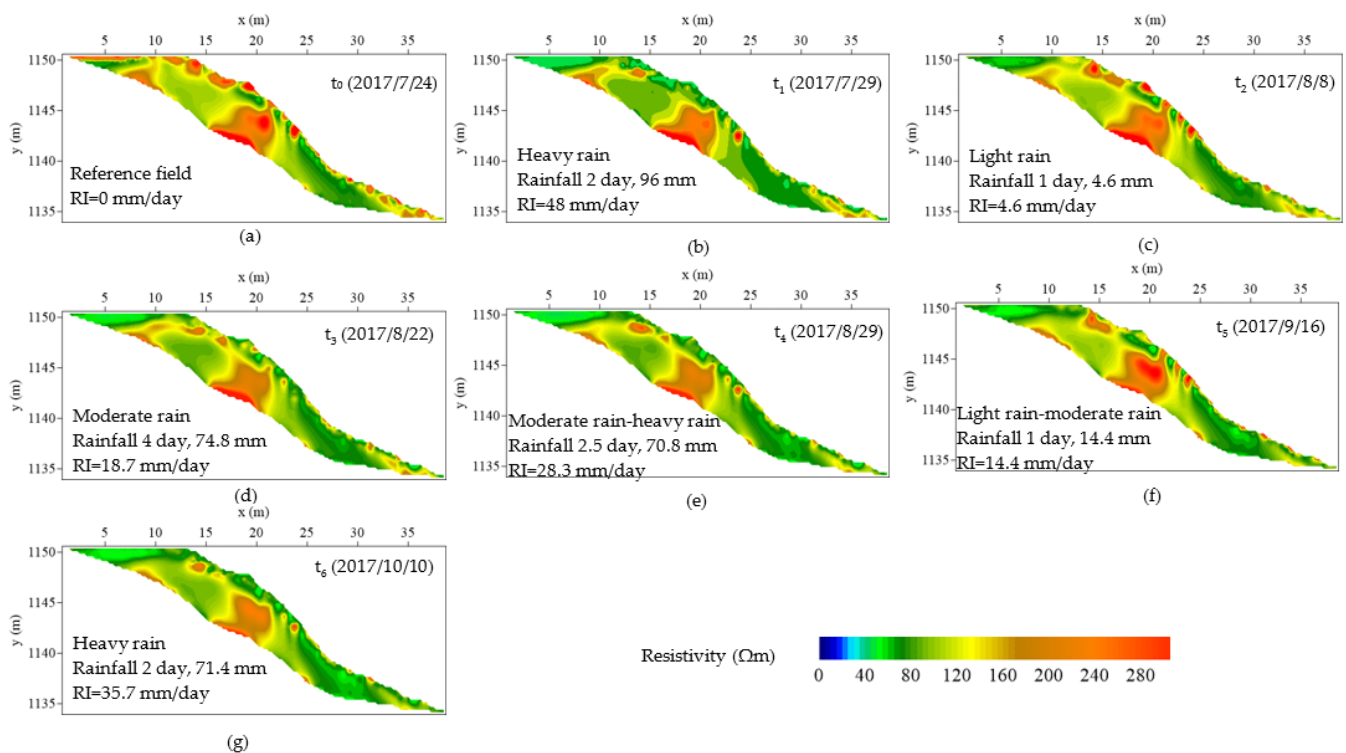 x (m)
5 10 15 20 25 30 35
1150
1145
1140
1135
y (m)
t₀ (2017/7/24)
Reference field
RI=0 mm/day
(a)
x (m)
5 10 15 20 25 30 35
1150
1145
1140
1135
y (m)
t₁ (2017/7/29)
Heavy rain
Rainfall 2 day, 96 mm
RI=48 mm/day
(b)
x (m)
5 10 15 20 25 30 35
1150
1145
1140
1135
y (m)
t₂ (2017/8/8)
Light rain
Rainfall 1 day, 4.6 mm
RI=4.6 mm/day
(c)
x (m)
5 10 15 20 25 30 35
1150
1145
1140
1135
y (m)
t₃ (2017/8/22)
Moderate rain
Rainfall 4 day, 74.8 mm
RI=18.7 mm/day
(d)
x (m)
5 10 15 20 25 30 35
1150
1145
1140
1135
y (m)
t₄ (2017/8/29)
Moderate rain-heavy rain
Rainfall 2.5 day, 70.8 mm
RI=28.3 mm/day
(e)
x (m)
5 10 15 20 25 30 35
1150
1145
1140
1135
y (m)
t₅ (2017/9/16)
Light rain-moderate rain
Rainfall 1 day, 14.4 mm
RI=14.4 mm/day
(f)
x (m)
5 10 15 20 25 30 35
1150
1145
1140
1135
y (m)
t₆ (2017/10/10)
Heavy rain
Rainfall 2 day, 71.4 mm
RI=35.7 mm/day
(g)
Resistivity (Ωm)
0 40 80 120 160 200 240 280